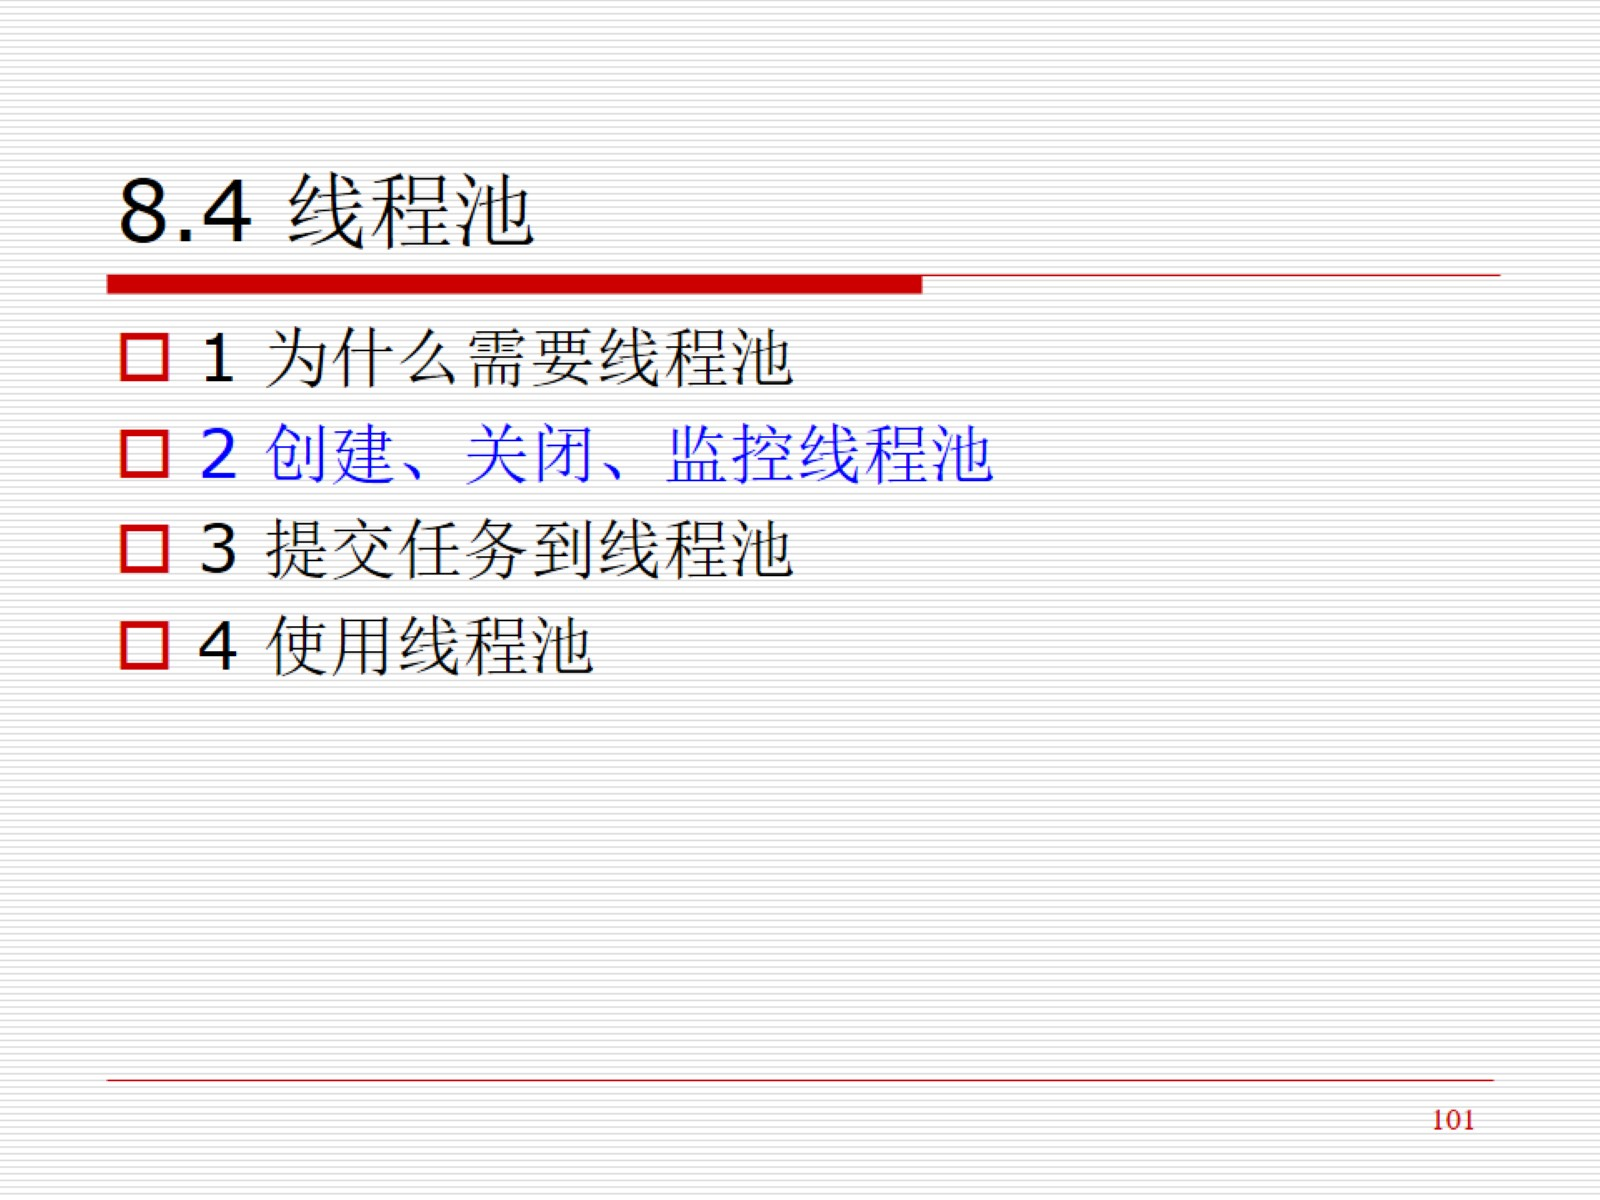 8.4 线程池
1 为什么需要线程池
2 创建、关闭、监控线程池
3 提交任务到线程池
4 使用线程池
101